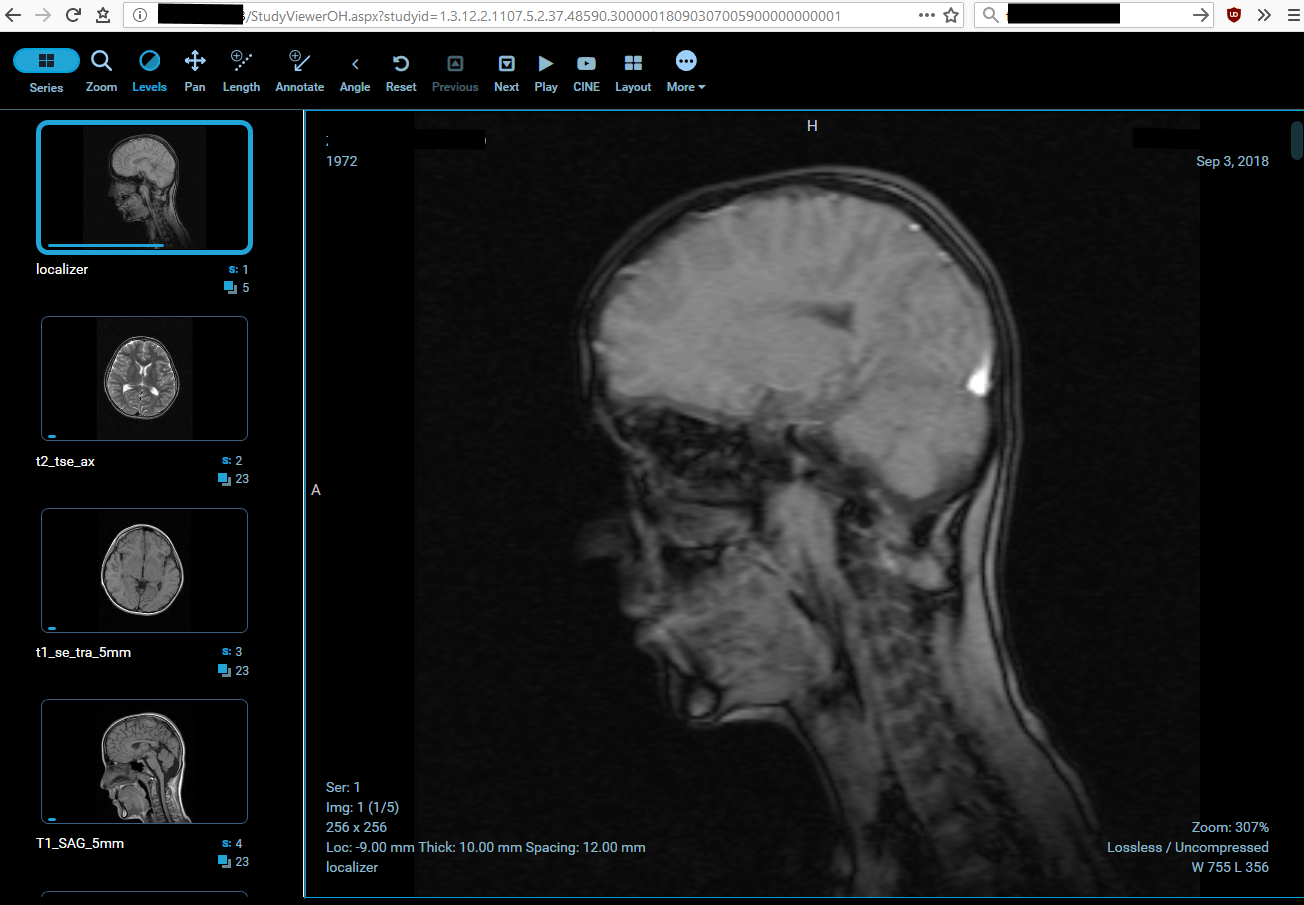 3/StudyViewerOH.aspx?studyid=1.3.12.2.1107.5.2.37.48590.30000018090307005900000000001
Series
Zoom
Levels
Pan
Length
Annotate
Angle
Reset
Previous
Next
Play
CINE
Layout
More
localizer
S: 1
5
t2_tse_ax
S: 2
23
t1_se_tra_5mm
S: 3
23
T1_SAG_5mm
S: 4
23
H
1972
Sep 3, 2018
A
Ser: 1
Img: 1 (1/5)
256 x 256
Loc: -9.00 mm Thick: 10.00 mm Spacing: 12.00 mm
localizer
Zoom: 307%
Lossless / Uncompressed
W 755 L 356